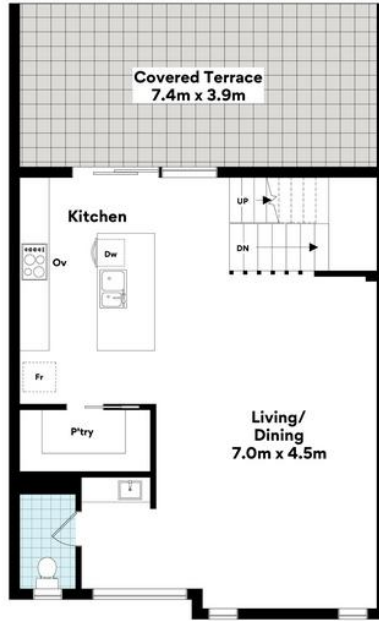 Covered Terrace
7.4m x 3.9m
Kitchen
UP
Dw
Ov
DN
Fr
Living/
Dining
7.0m x 4.5m
P'try